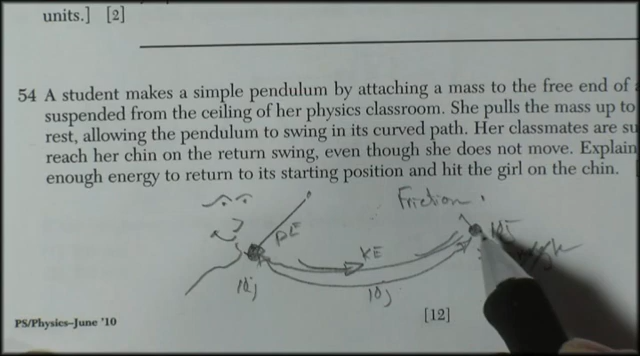 units.] [2]
54 A student makes a simple pendulum by attaching a mass to the free end of
suspended from the ceiling of her physics classroom. She pulls the mass up to
rest, allowing the pendulum to swing in its curved path. Her classmates are su
reach her chin on the return swing, even though she does not move. Explain
enough energy to return to its starting position and hit the girl on the chin.
Friction.
PE
KE
10j
10j
[12]
PS/Physics–June '10